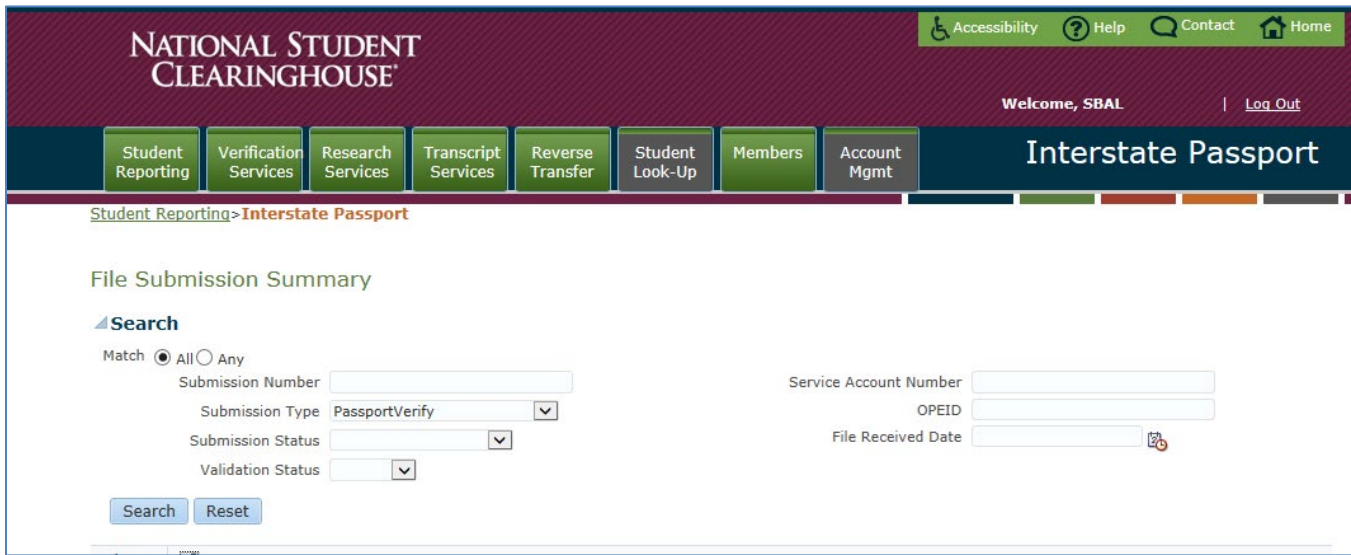 Accessibility Help Contact Home
NATIONAL STUDENT
CLEARINGHOUSE®
Welcome, SBAL | Log Out
Student Reporting
Verification Services
Research Services
Transcript Services
Reverse Transfer
Student Look-Up
Members
Account Mgmt
Interstate Passport
Student Reporting>Interstate Passport
File Submission Summary
Search
Match All Any
Submission Number
Service Account Number
Submission Type PassportVerify
OPEID
Submission Status
File Received Date
Validation Status
Search Reset